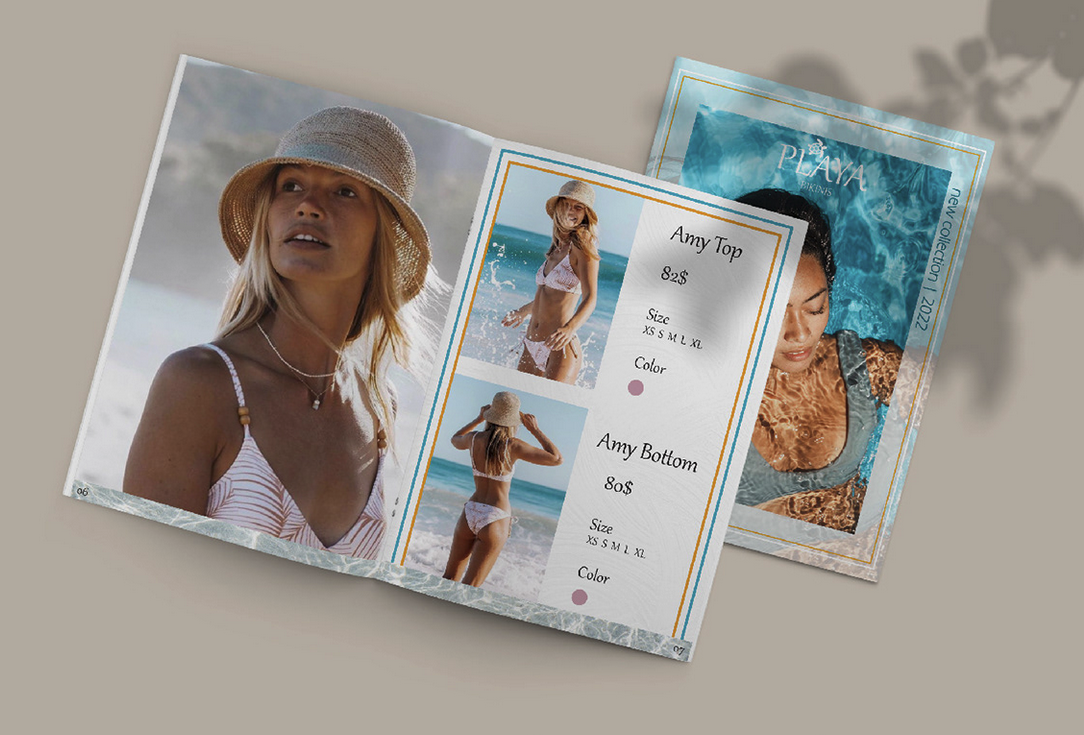 06
Amy Top
82$
Size
XS S M L XL
Color
Amy Bottom
80$
Size
XS S M L XL
Color
07
PLAYA
BIKINIS
new collection | 2022